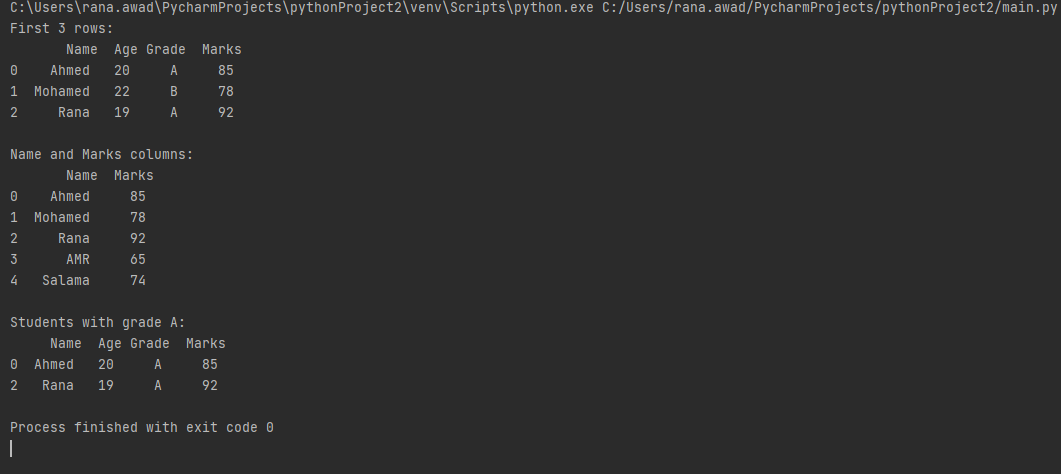 C:\Users\rana.awad\PycharmProjects\pythonProject2\venv\Scripts\python.exe C:/Users/rana.awad/PycharmProjects/pythonProject2/main.py
First 3 rows:
       Name  Age Grade  Marks
0    Ahmed   20     A     85
1  Mohamed   22     B     78
2     Rana   19     A     92

Name and Marks columns:
       Name  Marks
0    Ahmed     85
1  Mohamed     78
2     Rana     92
3      AMR     65
4   Salama     74

Students with grade A:
     Name  Age Grade  Marks
0  Ahmed   20     A     85
2   Rana   19     A     92

Process finished with exit code 0